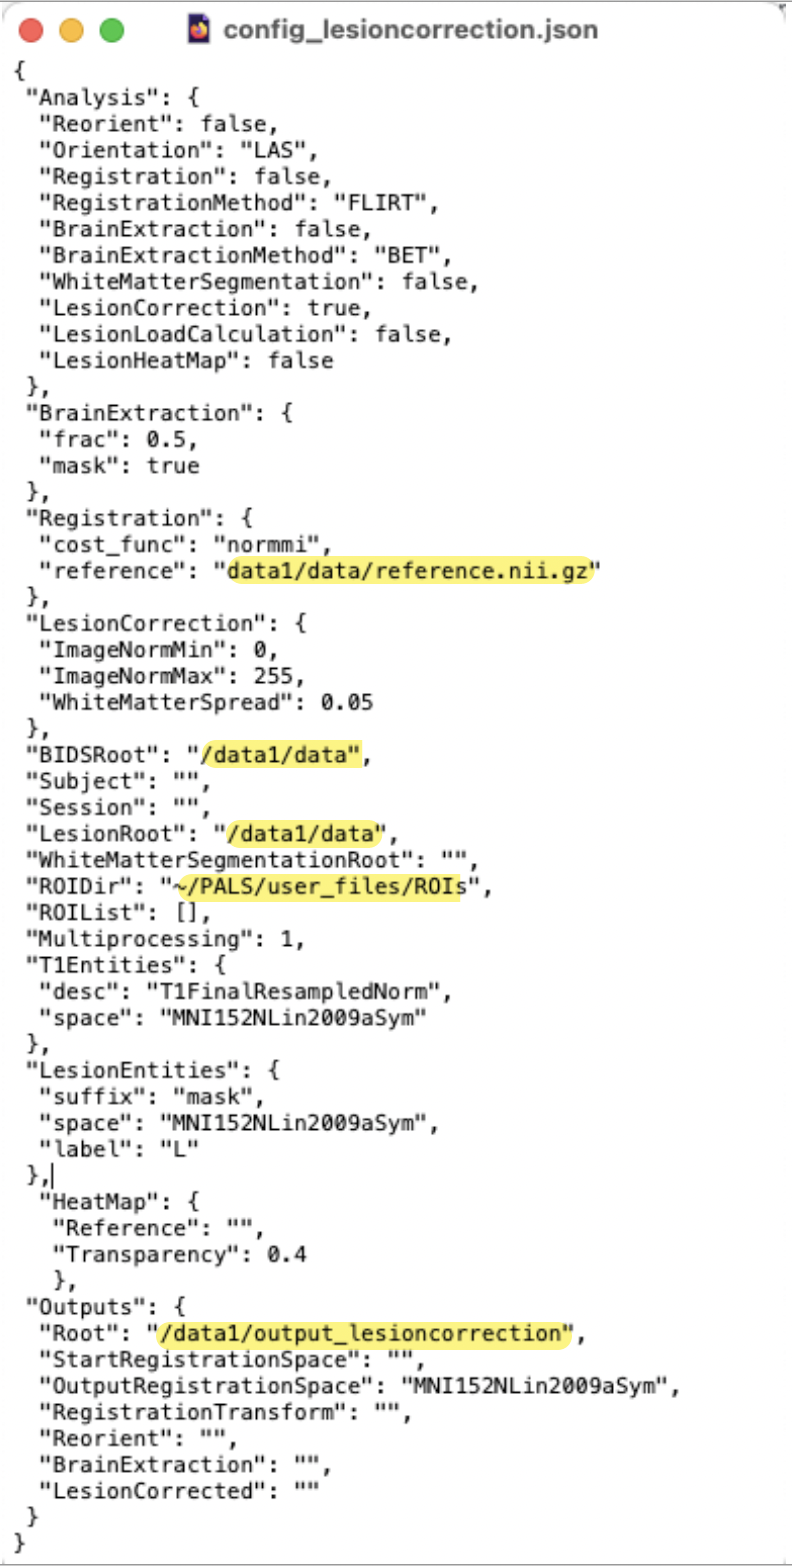 config_lesioncorrection.json
{
"Analysis": {
"Reorient": false,
"Orientation": "LAS",
"Registration": false,
"RegistrationMethod": "FLIRT",
"BrainExtraction": false,
"BrainExtractionMethod": "BET",
"WhiteMatterSegmentation": false,
"LesionCorrection": true,
"LesionLoadCalculation": false,
"LesionHeatMap": false
},
"BrainExtraction": {
"frac": 0.5,
"mask": true
},
"Registration": {
"cost_func": "normmi",
"reference": "data1/data/reference.nii.gz"
},
"LesionCorrection": {
"ImageNormMin": 0,
"ImageNormMax": 255,
"WhiteMatterSpread": 0.05
},
"BIDSRoot": "/data1/data",
"Subject": "",
"Session": "",
"LesionRoot": "/data1/data",
"WhiteMatterSegmentationRoot": "",
"ROIDir": "~/PALS/user_files/ROIs",
"ROIList": [],
"Multiprocessing": 1,
"T1Entities": {
"desc": "T1FinalResampledNorm",
"space": "MNI152NLin2009aSym"
},
"LesionEntities": {
"suffix": "mask",
"space": "MNI152NLin2009aSym",
"label": "L"
},
"HeatMap": {
"Reference": "",
"Transparency": 0.4
},
"Outputs": {
"Root": "/data1/output_lesioncorrection",
"StartRegistrationSpace": "",
"OutputRegistrationSpace": "MNI152NLin2009aSym",
"RegistrationTransform": "",
"Reorient": "",
"BrainExtraction": "",
"LesionCorrected": ""
}
}